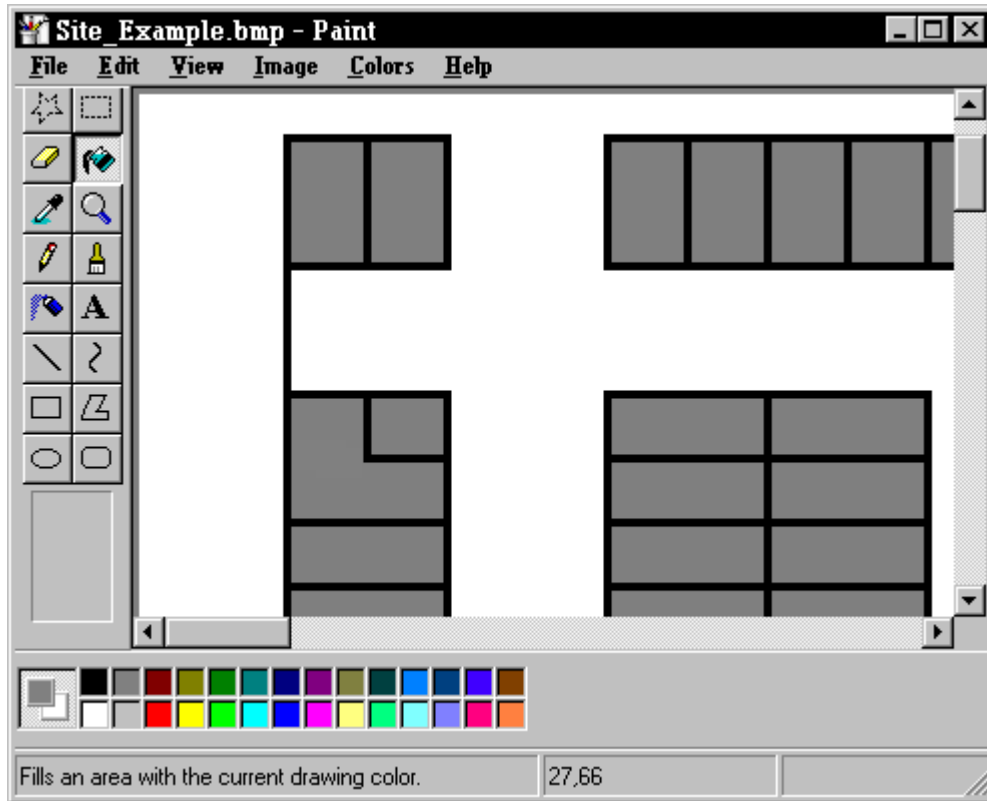 Site_Example.bmp - Paint
File Edit View Image Colors Help
A
Fills an area with the current drawing color.
27,66